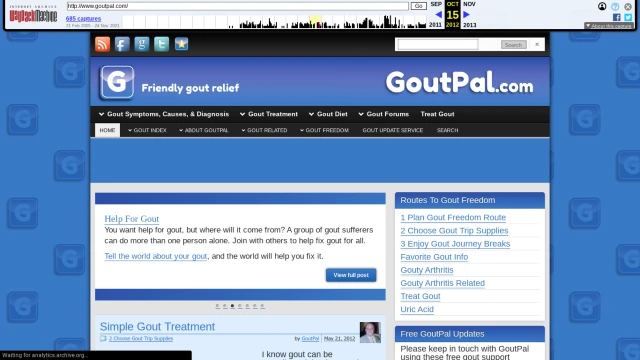 INTERNET ARCHIVE
WayBackMachine
http://www.goutpal.com/
Go
SEP
OCT
NOV
685 captures
15
2011
2012
2013
About this capture
Search
G
Friendly gout relief
GoutPal.com
Gout Symptoms, Causes, & Diagnosis
Gout Treatment
Gout Diet
Gout Forums
Treat Gout
HOME
GOUT INDEX
ABOUT GOUTPAL
GOUT RELATED
GOUT FREEDOM
GOUT UPDATE SERVICE
SEARCH
Help For Gout
You want help for gout, but where will it come from? A group of gout sufferers
can do more than one person alone. Join with others to help fix gout for all.
Tell the world about your gout, and the world will help you fix it.
View full post
Simple Gout Treatment
2 Choose Gout Trip Supplies
by GoutPal | May 21, 2012
I know gout can be
Routes To Gout Freedom
1 Plan Gout Freedom Route
2 Choose Gout Trip Supplies
3 Enjoy Gout Journey Breaks
Favorite Gout Info
Gouty Arthritis
Gouty Arthritis Related
Treat Gout
Uric Acid
Free GoutPal Updates
Please keep in touch with GoutPal
using these free gout support
Waiting for analytics.archive.org...